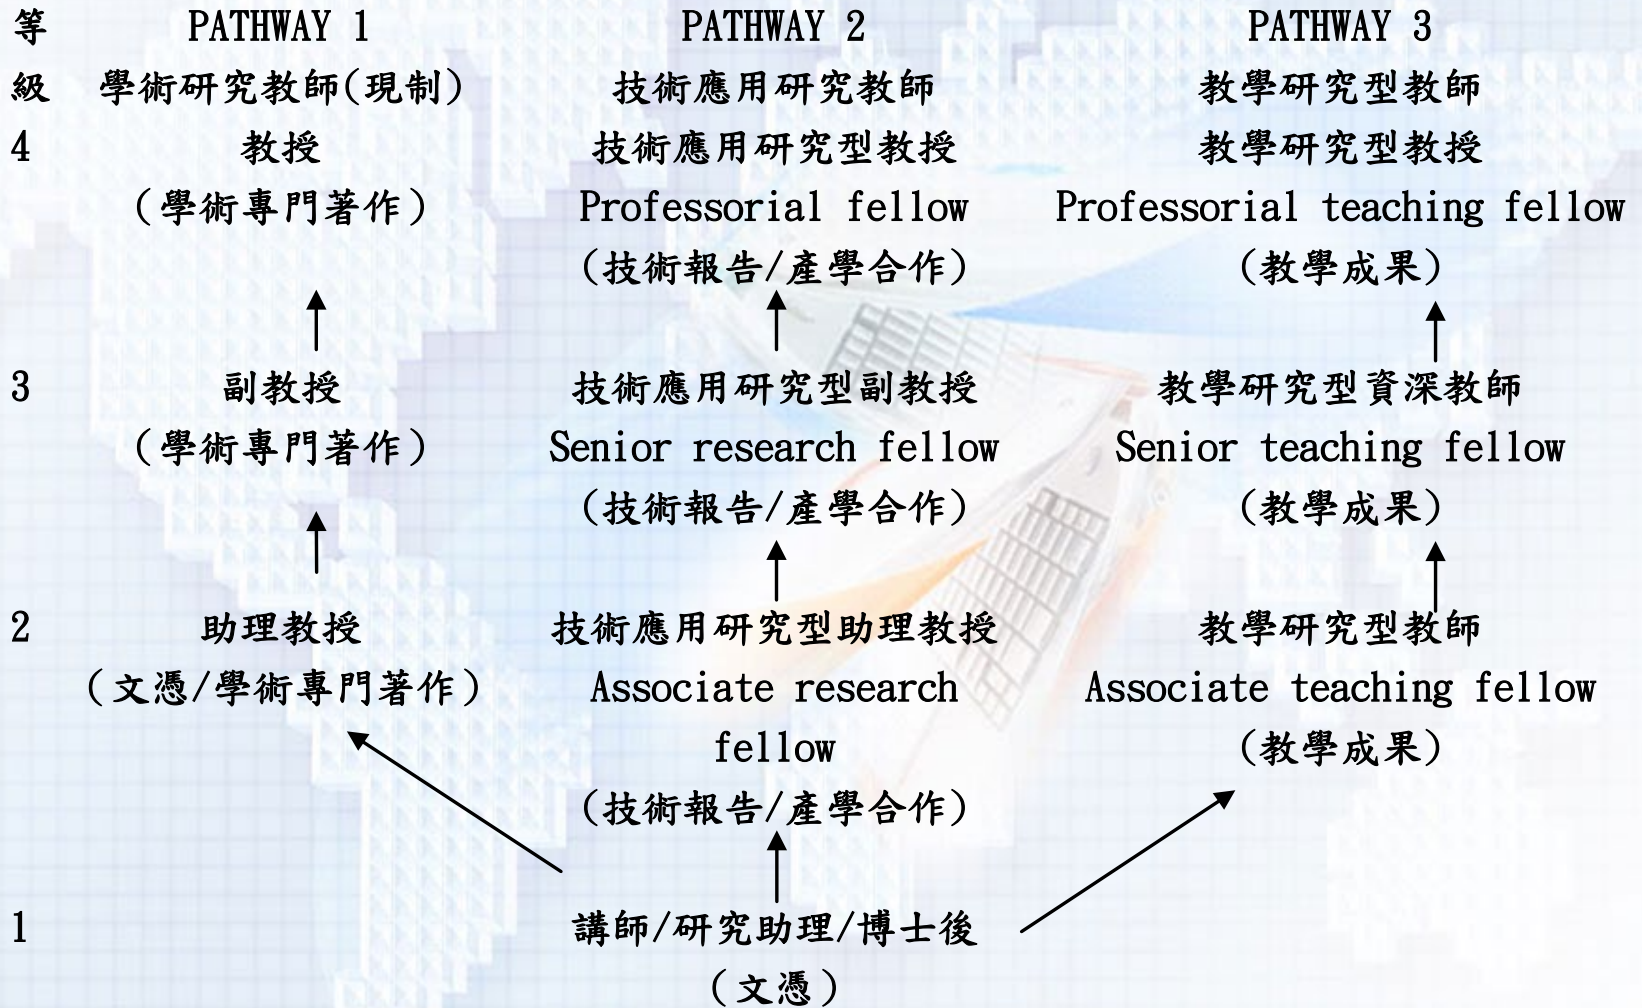 等 PATHWAY 1 PATHWAY 2 PATHWAY 3
級 學術研究教師(現制) 技術應用研究教師 教學研究型教師
4 教授 技術應用研究型教授 教學研究型教授
(學術專門著作) Professorial fellow Professorial teaching fellow
(技術報告/產學合作) (教學成果)
3 副教授 技術應用研究型副教授 教學研究型資深教師
(學術專門著作) Senior research fellow Senior teaching fellow
(技術報告/產學合作) (教學成果)
2 助理教授 技術應用研究型助理教授 教學研究型教師
(文憑/學術專門著作) Associate research Associate teaching fellow
fellow (教學成果)
(技術報告/產學合作)
1 講師/研究助理/博士後
(文憑)